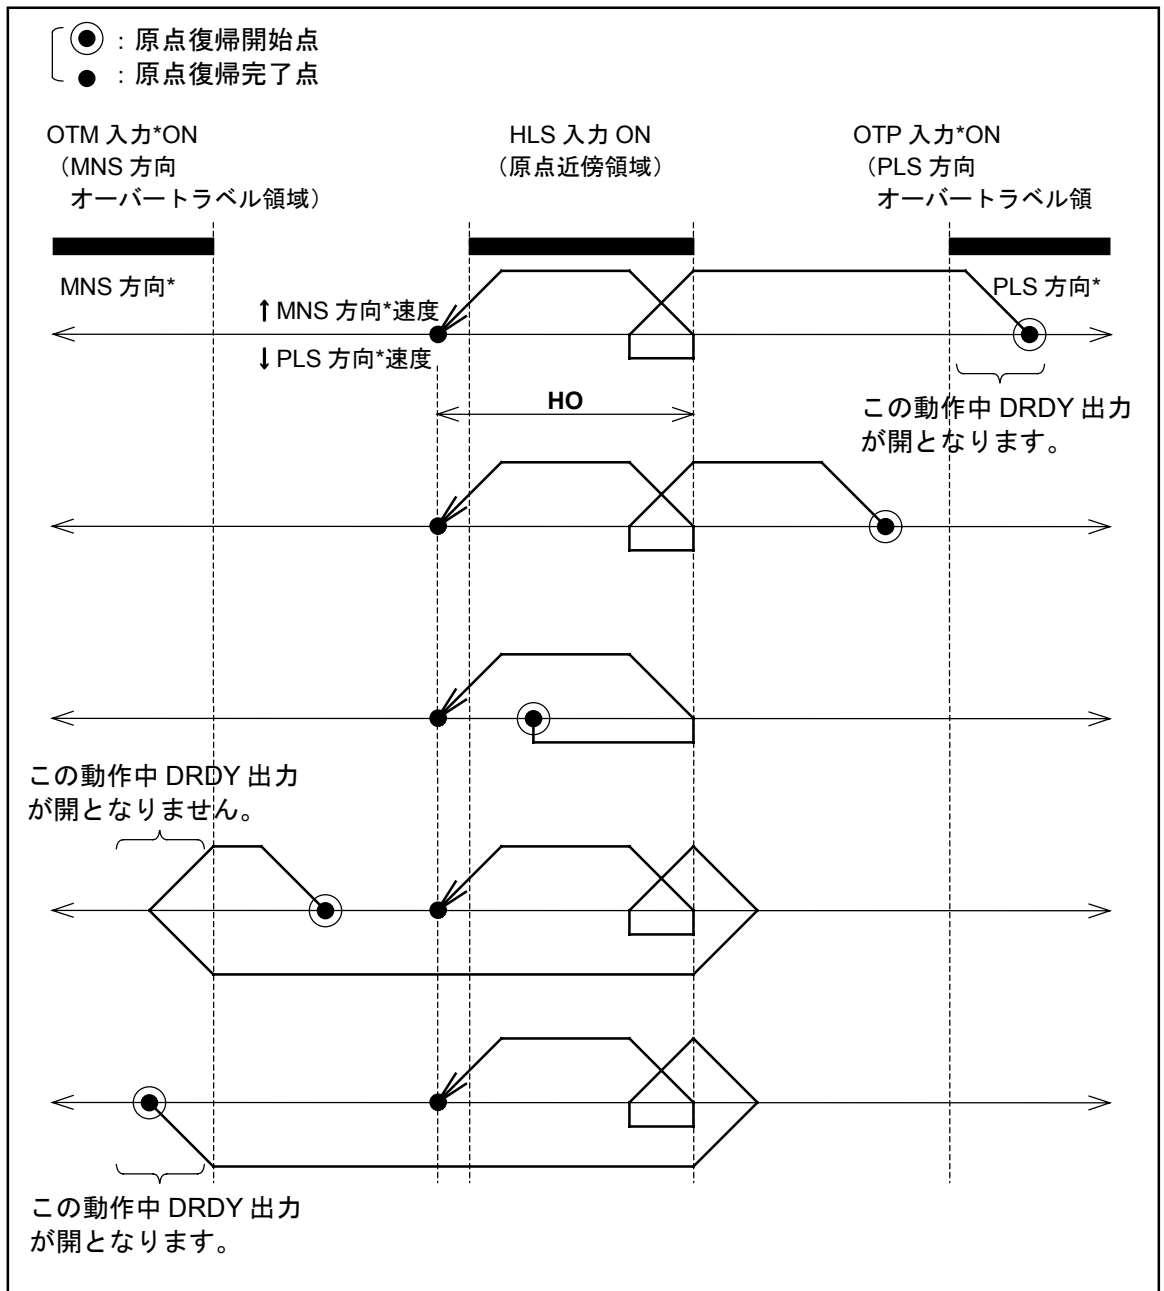 ：原点復帰開始点
：原点復帰完了点
OTM 入力*ON
（MNS 方向
オーバートラベル領域）
HLS 入力 ON
（原点近傍領域）
OTP 入力*ON
（PLS 方向
オーバートラベル領
MNS 方向*
PLS 方向*
↑ MNS 方向*速度
↓ PLS 方向*速度
HO
この動作中 DRDY 出力
が開となります。
この動作中 DRDY 出力
が開となりません。
この動作中 DRDY 出力
が開となります。